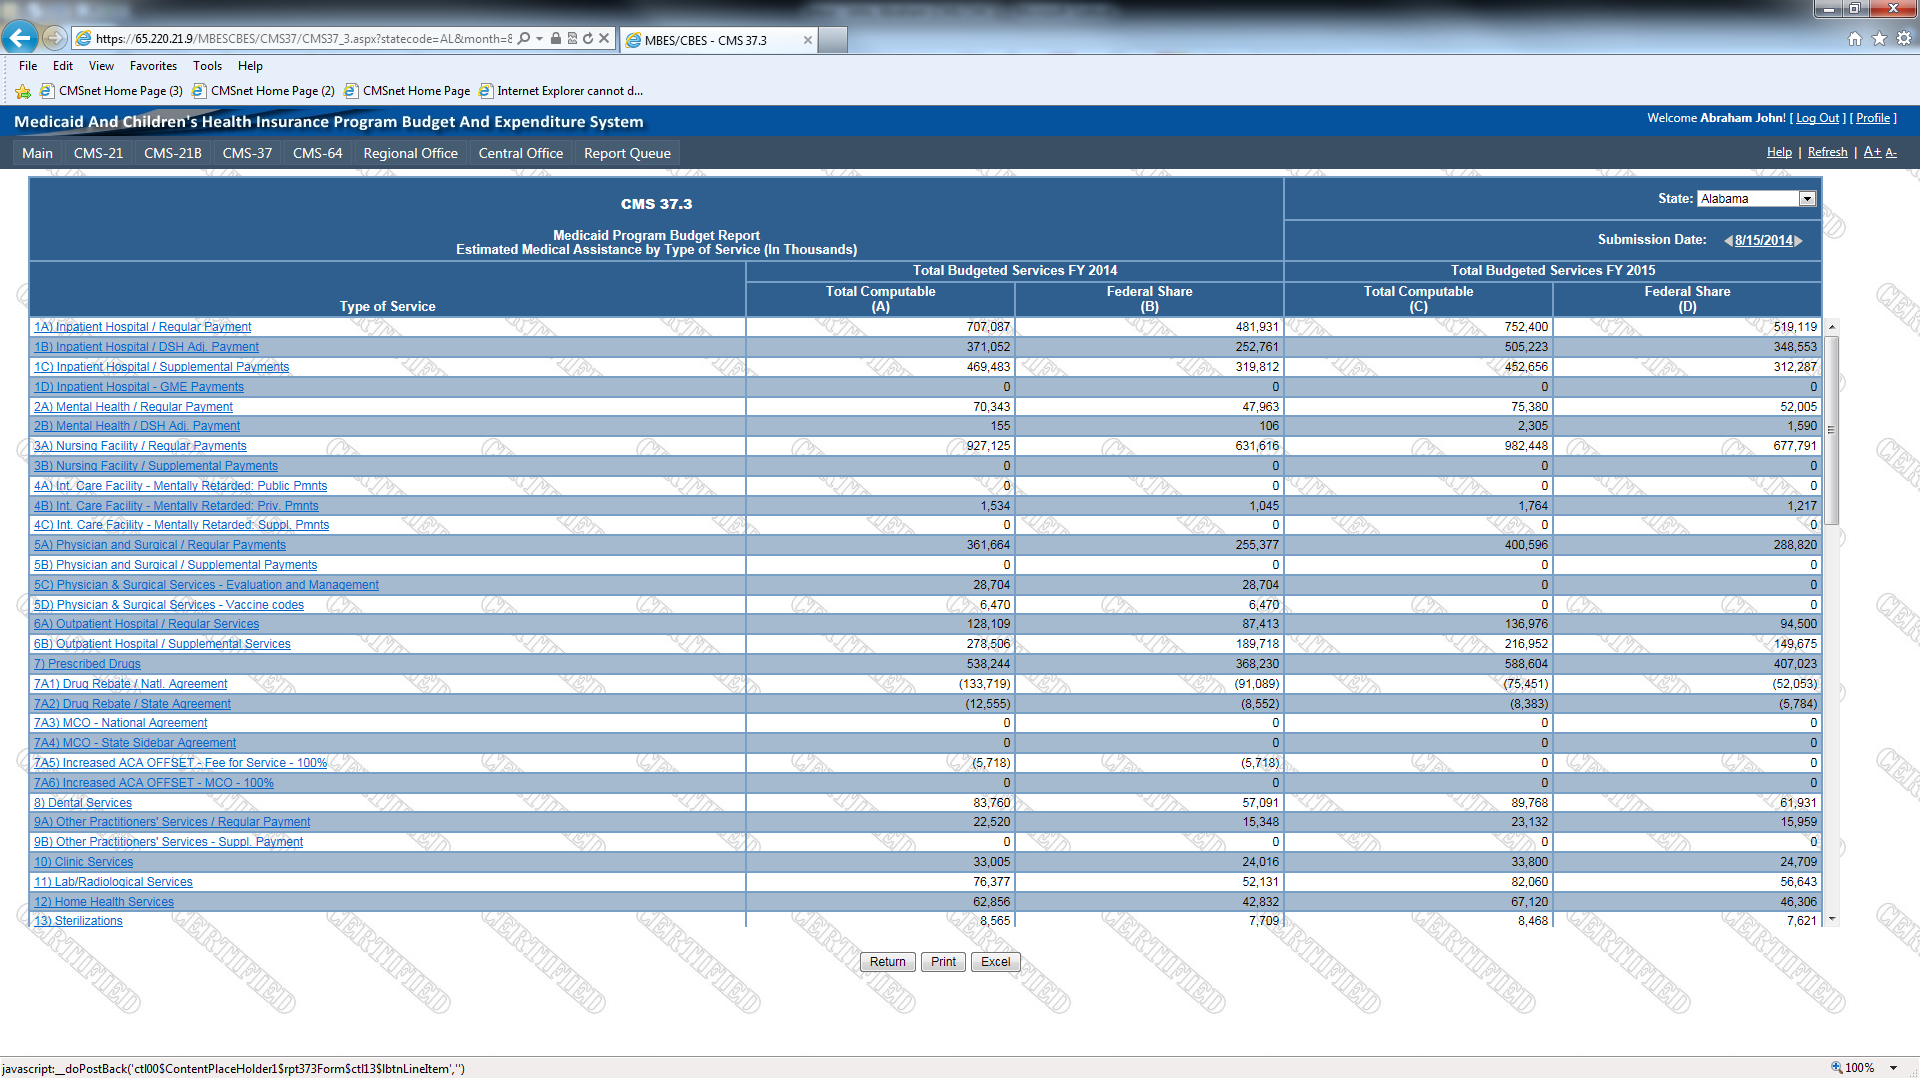 https://65.220.21.9/MBESCBES/CMS37/CMS37_3.aspx?statecode=AL&month=8
MBES/CBES - CMS 37.3
File Edit View Favorites Tools Help
CMSnet Home Page (3) CMSnet Home Page (2) CMSnet Home Page Internet Explorer cannot d...
Medicaid And Children's Health Insurance Program Budget And Expenditure System
Welcome Abraham John! [ Log Out ] [ Profile ]
Main CMS-21 CMS-21B CMS-37 CMS-64 Regional Office Central Office Report Queue
Help | Refresh | A+ A-
CMS 37.3
Medicaid Program Budget Report
Estimated Medical Assistance by Type of Service (In Thousands)
State: Alabama
Submission Date: 8/15/2014
Type of Service
Total Budgeted Services FY 2014 Total Budgeted Services FY 2015
Total Computable (A) Federal Share (B) Total Computable (C) Federal Share (D)
1A) Inpatient Hospital / Regular Payment 707,087 481,931 752,400 519,119
1B) Inpatient Hospital / DSH Adj. Payment 371,052 252,761 505,223 348,553
1C) Inpatient Hospital / Supplemental Payments 469,483 319,812 452,656 312,287
1D) Inpatient Hospital - GME Payments 0 0 0 0
2A) Mental Health / Regular Payment 70,343 47,963 75,380 52,005
2B) Mental Health / DSH Adj. Payment 155 106 2,305 1,590
3A) Nursing Facility / Regular Payments 927,125 631,616 982,448 677,791
3B) Nursing Facility / Supplemental Payments 0 0 0 0
4A) Int. Care Facility - Mentally Retarded: Public Pmnts 0 0 0 0
4B) Int. Care Facility - Mentally Retarded: Priv. Pmnts 1,534 1,045 1,764 1,217
4C) Int. Care Facility - Mentally Retarded: Suppl. Pmnts 0 0 0 0
5A) Physician and Surgical / Regular Payments 361,664 255,377 400,596 288,820
5B) Physician and Surgical / Supplemental Payments 0 0 0 0
5C) Physician & Surgical Services - Evaluation and Management 28,704 28,704 0 0
5D) Physician & Surgical Services - Vaccine codes 6,470 6,470 0 0
6A) Outpatient Hospital / Regular Services 128,109 87,413 136,976 94,500
6B) Outpatient Hospital / Supplemental Services 278,506 189,718 216,952 149,675
7) Prescribed Drugs 538,244 368,230 588,604 407,023
7A1) Drug Rebate / Natl. Agreement (133,719) (91,089) (75,451) (52,053)
7A2) Drug Rebate / State Agreement (12,555) (8,552) (8,383) (5,784)
7A3) MCO - National Agreement 0 0 0 0
7A4) MCO - State Sidebar Agreement 0 0 0 0
7A5) Increased ACA OFFSET - Fee for Service - 100% (5,718) (5,718) 0 0
7A6) Increased ACA OFFSET - MCO - 100% 0 0 0 0
8) Dental Services 83,760 57,091 89,768 61,931
9A) Other Practitioners' Services / Regular Payment 22,520 15,348 23,132 15,959
9B) Other Practitioners' Services - Suppl. Payment 0 0 0 0
10) Clinic Services 33,005 24,016 33,800 24,709
11) Lab/Radiological Services 76,377 52,131 82,060 56,643
12) Home Health Services 62,856 42,832 67,120 46,306
13) Sterilizations 8,565 7,709 8,468 7,621
CERTIFIED
Return Print Excel
javascript:__doPostBack('ctl00$ContentPlaceHolder1$rpt373Form$ctl13$lbtnLineItem','')
100%